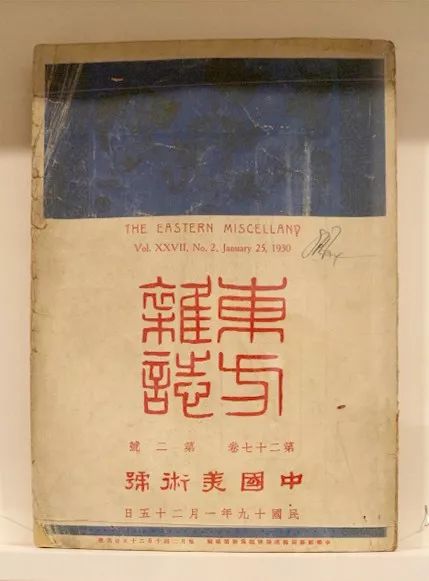 THE EASTERN MISCELLANY
Vol. XXVII, No. 2, January 25, 1930
東方
雜誌
第二十七卷 第二號
中國美術號
民國十九年一月二十五日